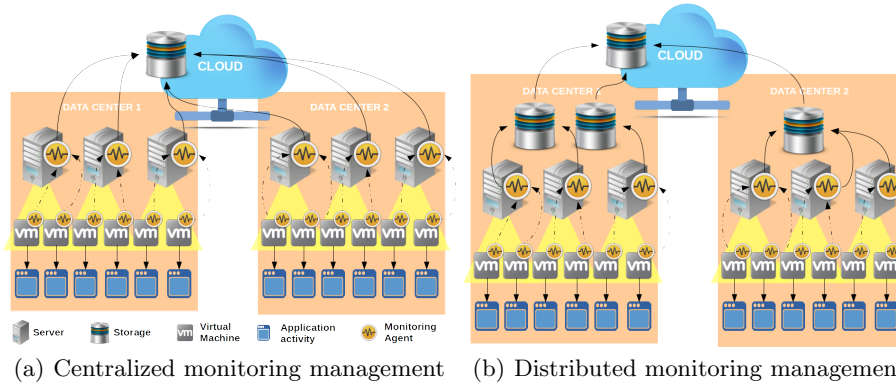 CLOUD
DATA CENTER 1
DATA CENTER 2
vm vm vm vm vm vm
vm vm vm vm vm vm
Server
Storage
Virtual
Machine
Application
activity
Monitoring
Agent
(a) Centralized monitoring management
CLOUD
DATA CENTER
DATA CENTER 2
vm vm vm vm vm vm
vm vm vm vm vm vm
(b) Distributed monitoring managemen